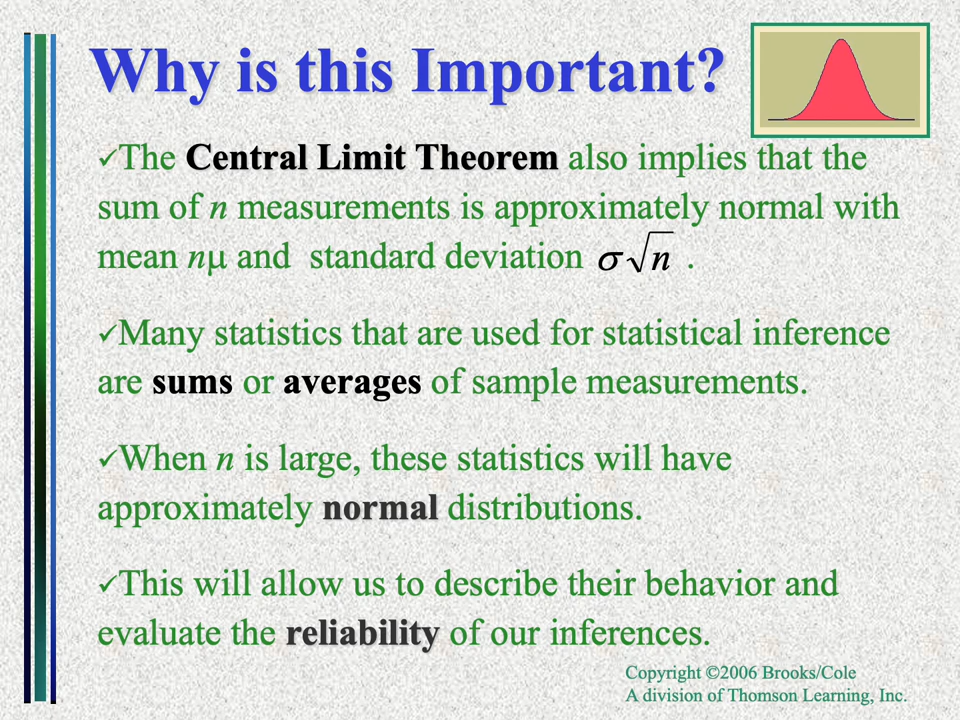 Why is this Important?
✓The Central Limit Theorem also implies that the
sum of n measurements is approximately normal with
mean nμ and standard deviation σ√n .
✓Many statistics that are used for statistical inference
are sums or averages of sample measurements.
✓When n is large, these statistics will have
approximately normal distributions.
✓This will allow us to describe their behavior and
evaluate the reliability of our inferences.
Copyright ©2006 Brooks/Cole
A division of Thomson Learning, Inc.